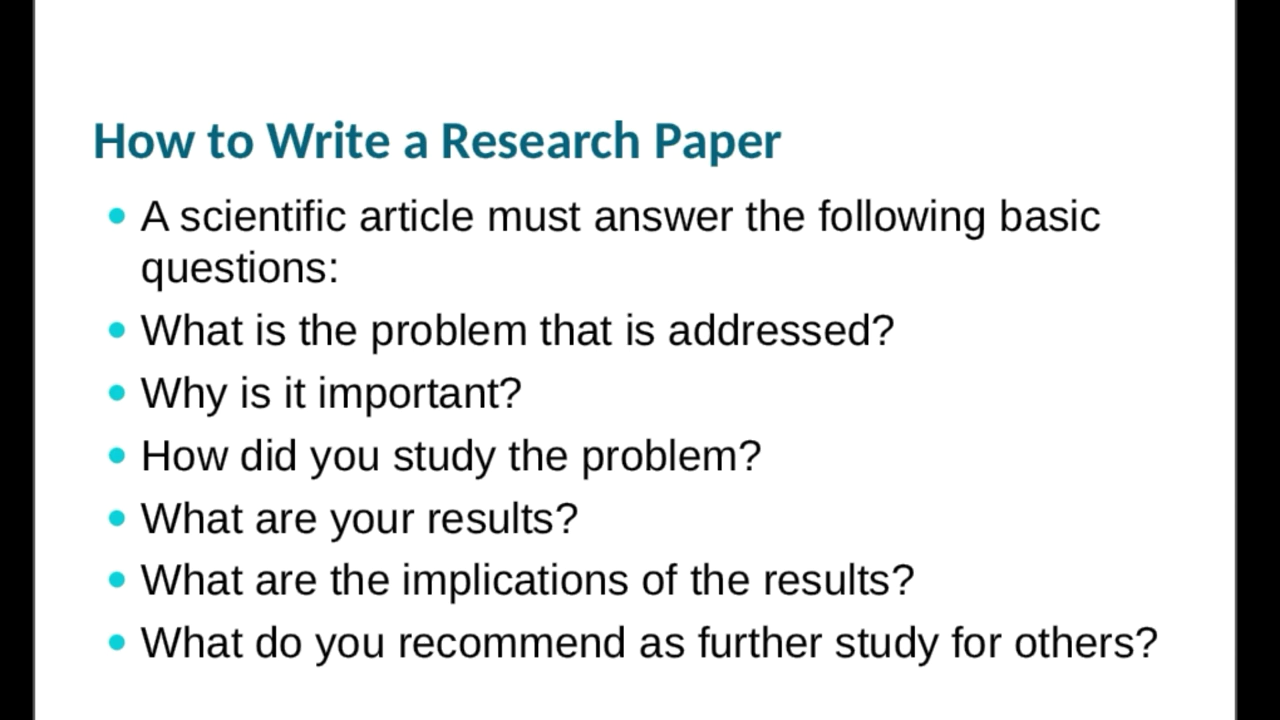 How to Write a Research Paper
• A scientific article must answer the following basic
questions:
• What is the problem that is addressed?
• Why is it important?
• How did you study the problem?
• What are your results?
• What are the implications of the results?
• What do you recommend as further study for others?